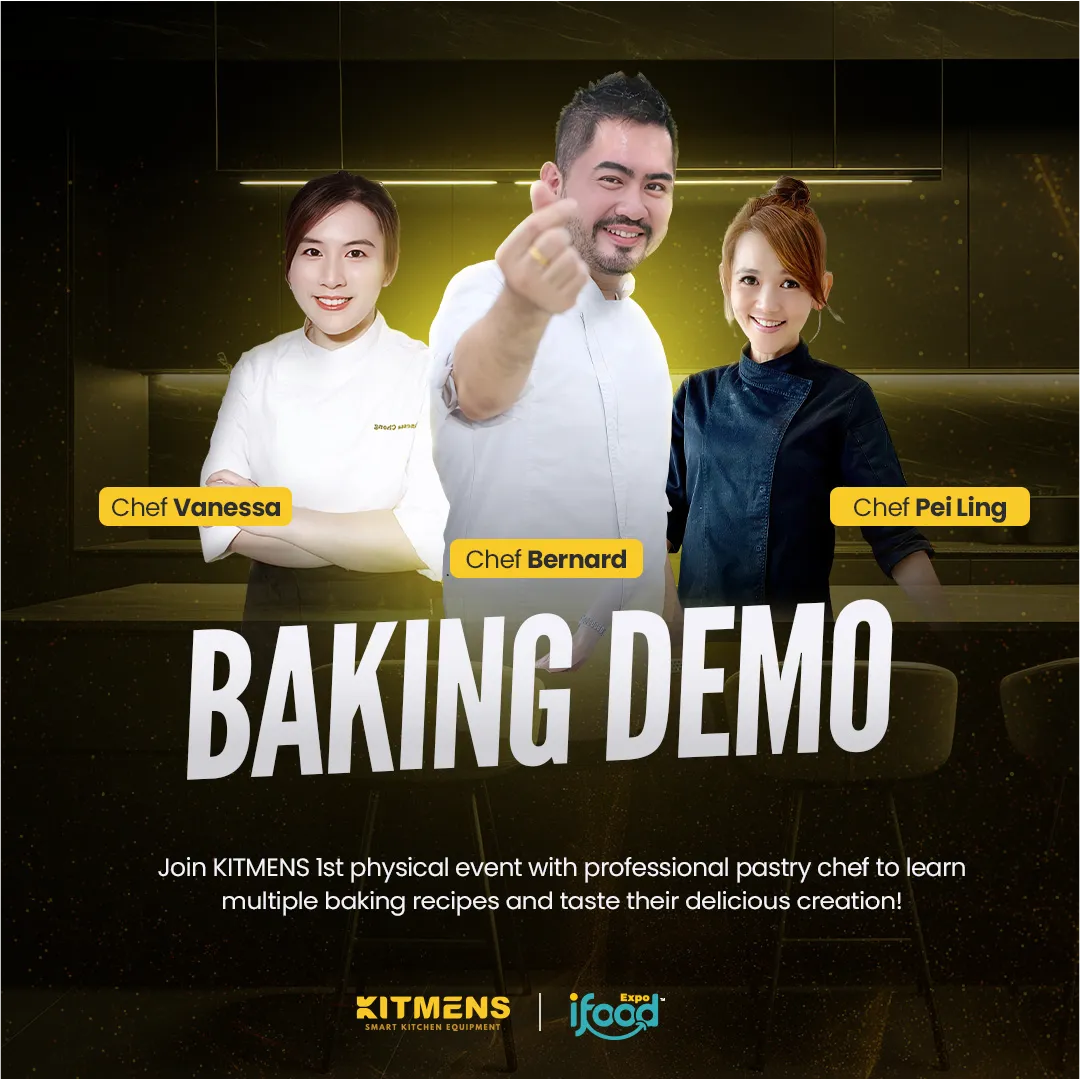 Chef Vanessa
Chef Bernard
Chef Pei Ling
BAKING DEMO
Join KITMENS 1st physical event with professional pastry chef to learn
multiple baking recipes and taste their delicious creation!
KITMENS
SMART KITCHEN EQUIPMENT
ifood Expo™